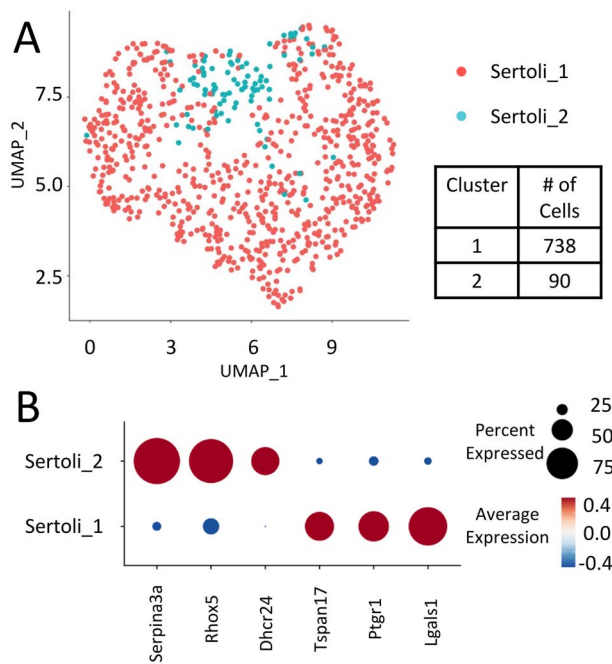 A
UMAP_2
7.5
5.0
2.5
0 3 6 9
UMAP_1
Sertoli_1
Sertoli_2
Cluster # of Cells
1 738
2 90
B
Sertoli_2
Sertoli_1
Serpina3a
Rhox5
Dhcr24
Tspan17
Ptgr1
Lgals1
Percent
Expressed
25
50
75
Average
Expression
0.4
0.0
-0.4